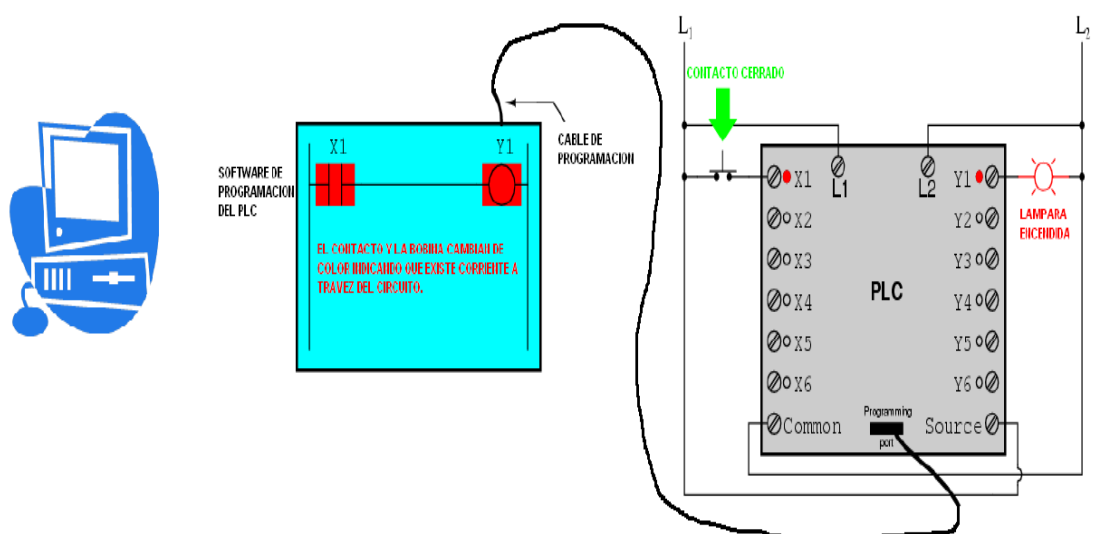 L1
L2
CONTACTO CERRADO
CABLE DE
PROGRAMACION
SOFTWARE DE
PROGRAMACION
DEL PLC
X1
Y1
EL CONTACTO Y LA BOBINA CAMBIAN DE
COLOR INDICANDO QUE EXISTE CORRIENTE A
TRAVEZ DEL CIRCUITO.
X1
L1
L2
Y1
X2
Y2
LAMPARA
ENCENDIDA
X3
Y3
PLC
X4
Y4
X5
Y5
X6
Y6
Common
Programming
port
Source